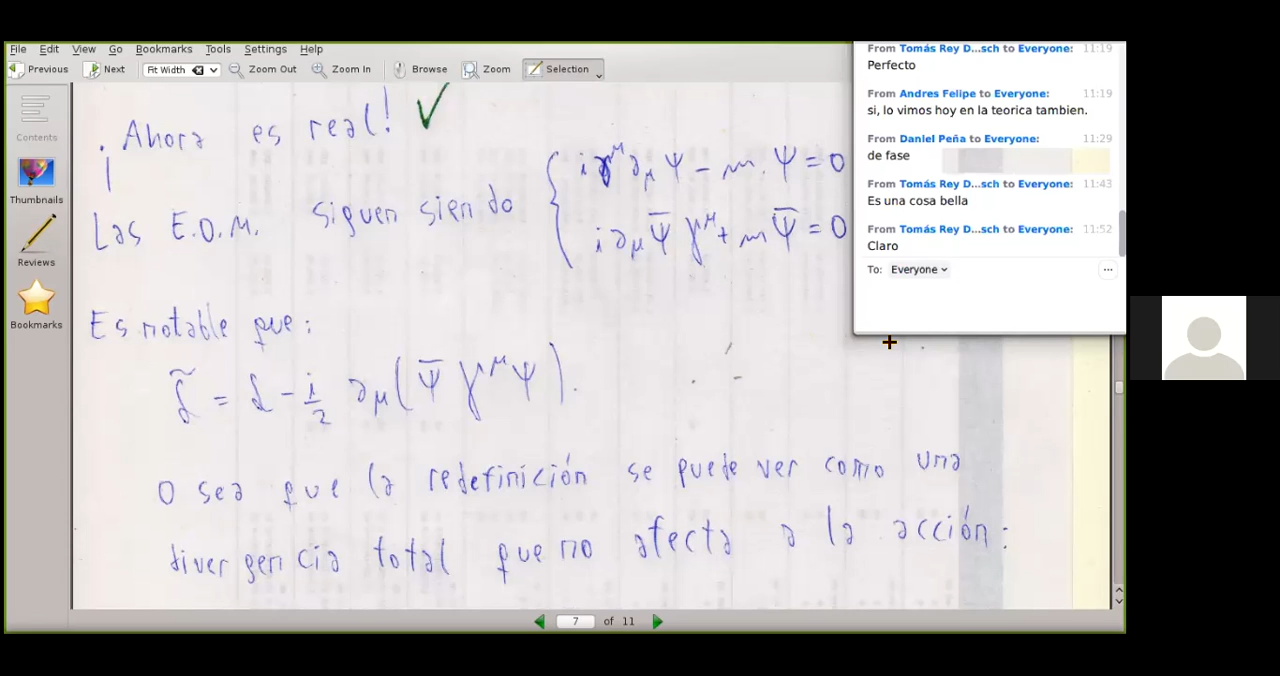 File Edit View Go Bookmarks Tools Settings Help
Previous Next Fit Width Zoom Out Zoom In Browse Zoom Selection
Contents
Thumbnails
Reviews
Bookmarks
¡Ahora es real! ✓
Las E.O.M. siguen siendo
i γ^μ ∂_μ Ψ - m Ψ = 0
i ∂_μ Ψ̄ γ^μ + m Ψ̄ = 0
Es notable que:
ℒ̃ = ℒ - i/2 ∂_μ (Ψ̄ γ^μ Ψ).
O sea que la redefinición se puede ver como una
divergencia total que no afecta a la acción:
7 of 11
From Tomás Rey D...sch to Everyone: 11:19
Perfecto
From Andres Felipe to Everyone: 11:19
si, lo vimos hoy en la teorica tambien.
From Daniel Peña to Everyone: 11:29
de fase
From Tomás Rey D...sch to Everyone: 11:43
Es una cosa bella
From Tomás Rey D...sch to Everyone: 11:52
Claro
To: Everyone